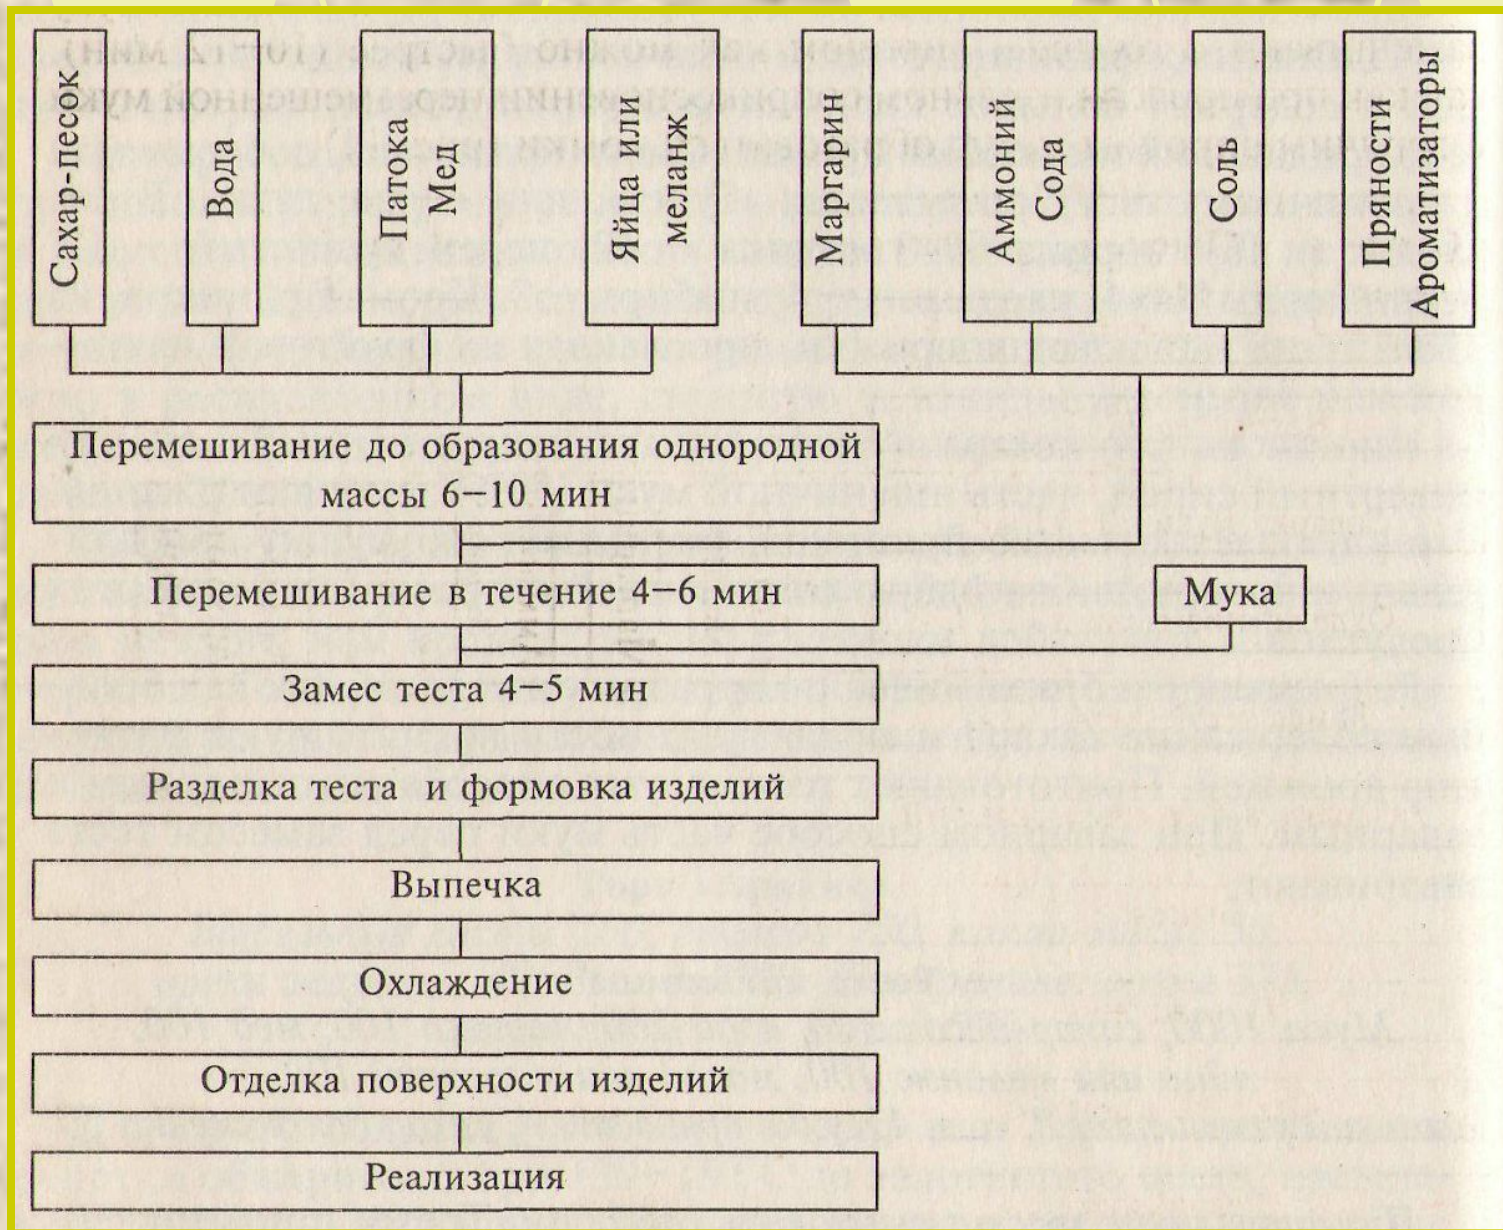 Сахар-песок
Вода
Патока
Мед
Яйца или
меланж
Маргарин
Аммоний
Сода
Соль
Пряности
Ароматизаторы
Перемешивание до образования однородной
массы 6—10 мин
Перемешивание в течение 4—6 мин
Мука
Замес теста 4—5 мин
Разделка теста и формовка изделий
Выпечка
Охлаждение
Отделка поверхности изделий
Реализация